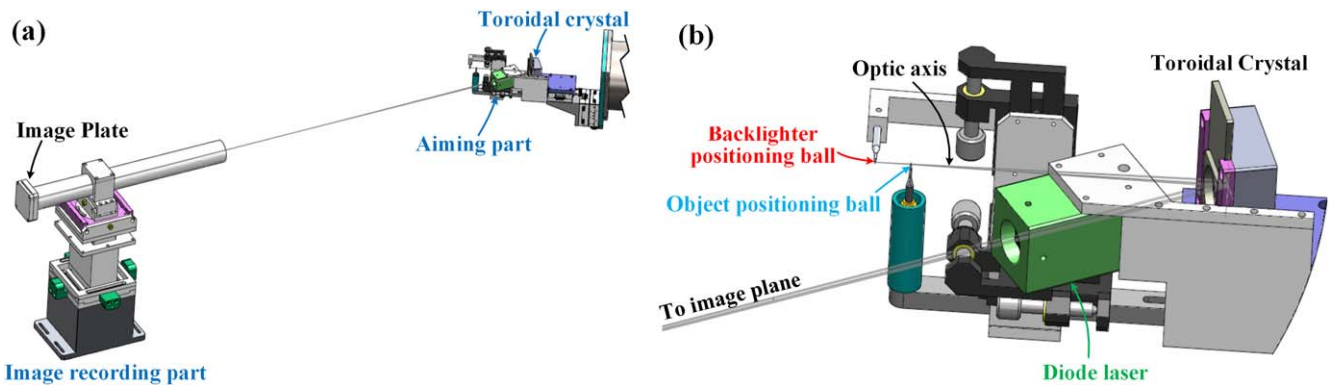 (a)
Toroidal crystal
Aiming part
Image Plate
Image recording part
(b)
Optic axis
Toroidal Crystal
Backlighter
positioning ball
Object positioning ball
To image plane
Diode laser